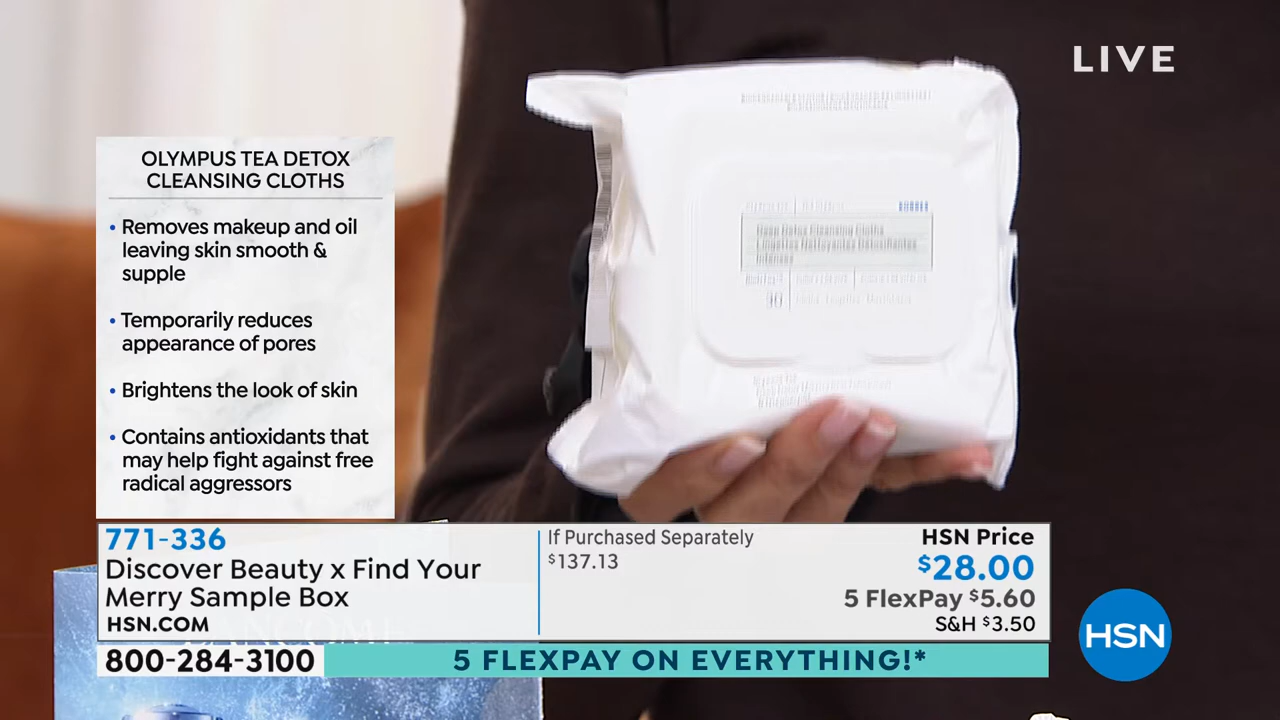 LIVE
OLYMPUS TEA DETOX
CLEANSING CLOTHS
• Removes makeup and oil
leaving skin smooth &
supple
• Temporarily reduces
appearance of pores
• Brightens the look of skin
• Contains antioxidants that
may help fight against free
radical aggressors
771-336
Discover Beauty x Find Your
Merry Sample Box
HSN.COM
If Purchased Separately
$137.13
HSN Price
$28.00
5 FlexPay $5.60
S&H $3.50
800-284-3100
5 FLEXPAY ON EVERYTHING!*
HSN